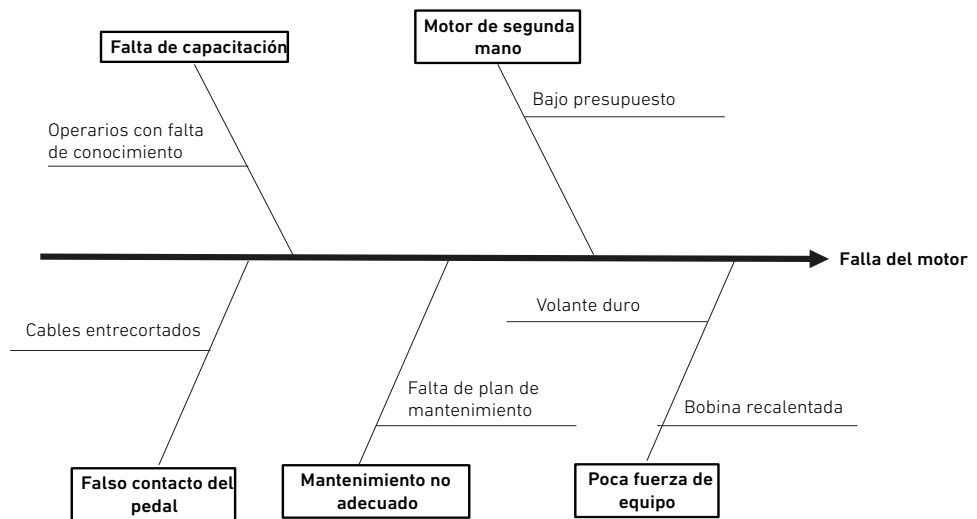 Falta de capacitación
Motor de segunda
mano
Bajo presupuesto
Operarios con falta
de conocimiento
Falla del motor
Volante duro
Cables entrecortados
Falta de plan de
mantenimiento
Bobina recalentada
Falso contacto del
pedal
Mantenimiento no
adecuado
Poca fuerza de
equipo